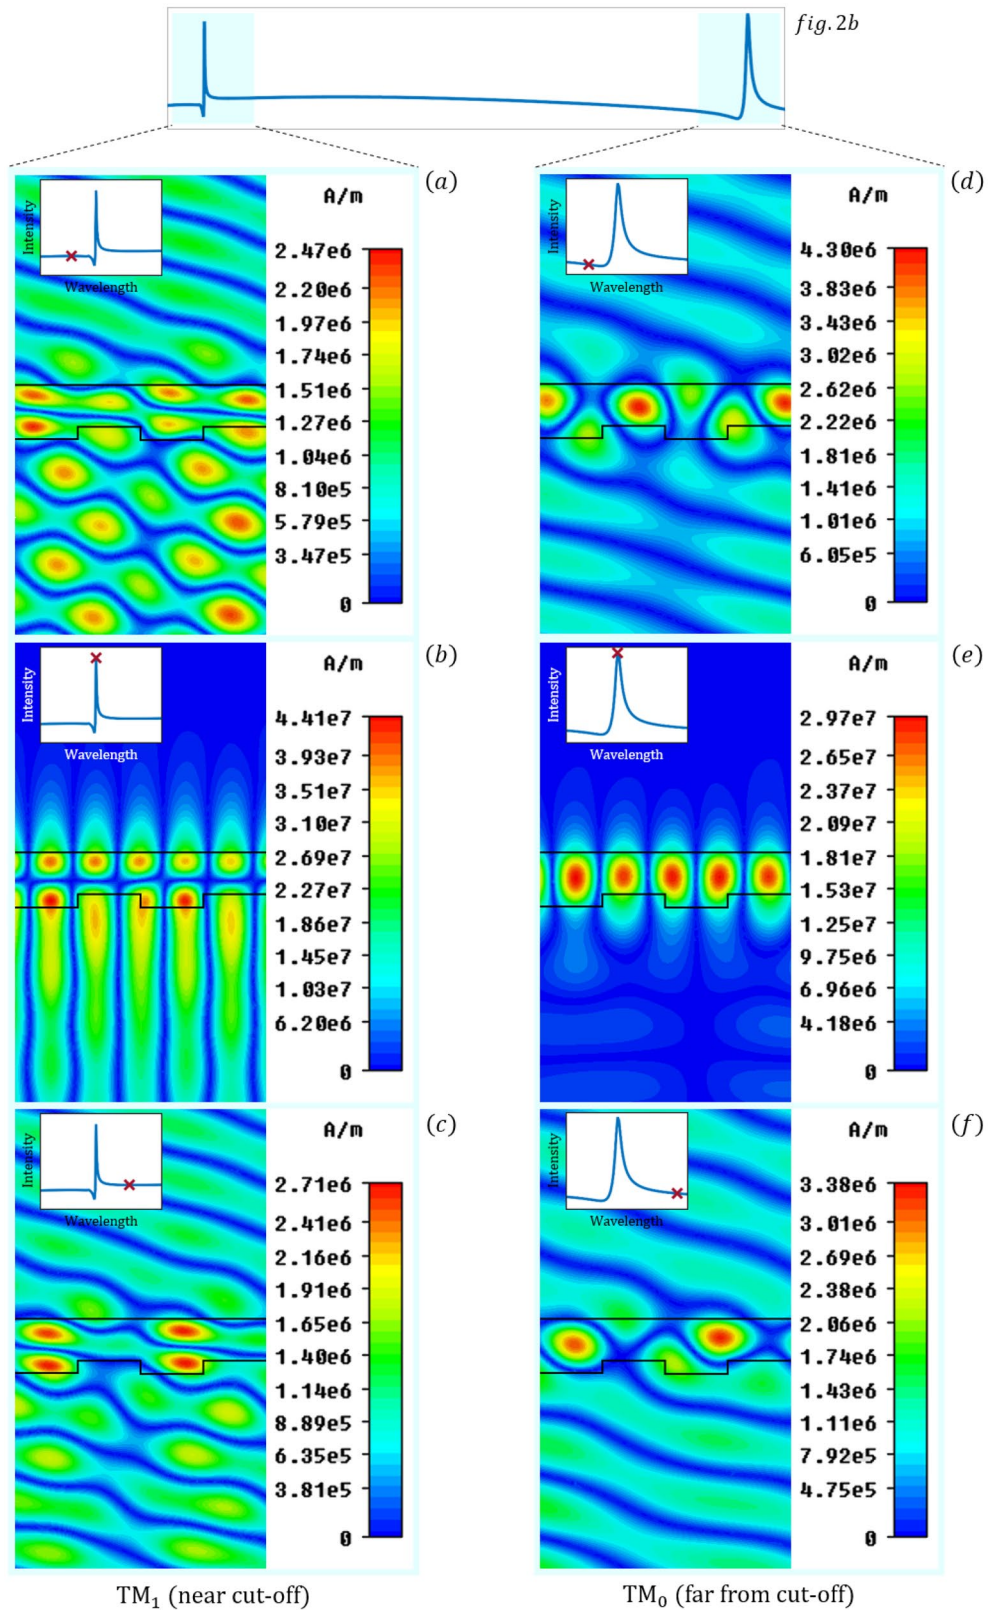 fig. 2b
(a)
Intensity
Wavelength
A/m
2.47e6
2.20e6
1.97e6
1.74e6
1.51e6
1.27e6
1.04e6
8.10e5
5.79e5
3.47e5
0
(d)
Intensity
Wavelength
A/m
4.30e6
3.83e6
3.43e6
3.02e6
2.62e6
2.22e6
1.81e6
1.41e6
1.01e6
6.05e5
0
(b)
Intensity
Wavelength
A/m
4.41e7
3.93e7
3.51e7
3.10e7
2.69e7
2.27e7
1.86e7
1.45e7
1.03e7
6.20e6
0
(e)
Intensity
Wavelength
A/m
2.97e7
2.65e7
2.37e7
2.09e7
1.81e7
1.53e7
1.25e7
9.75e6
6.96e6
4.18e6
0
(c)
Intensity
Wavelength
A/m
2.71e6
2.41e6
2.16e6
1.91e6
1.65e6
1.40e6
1.14e6
8.89e5
6.35e5
3.81e5
0
(f)
Intensity
Wavelength
A/m
3.38e6
3.01e6
2.69e6
2.38e6
2.06e6
1.74e6
1.43e6
1.11e6
7.92e5
4.75e5
0
TM₁ (near cut-off)
TM₀ (far from cut-off)